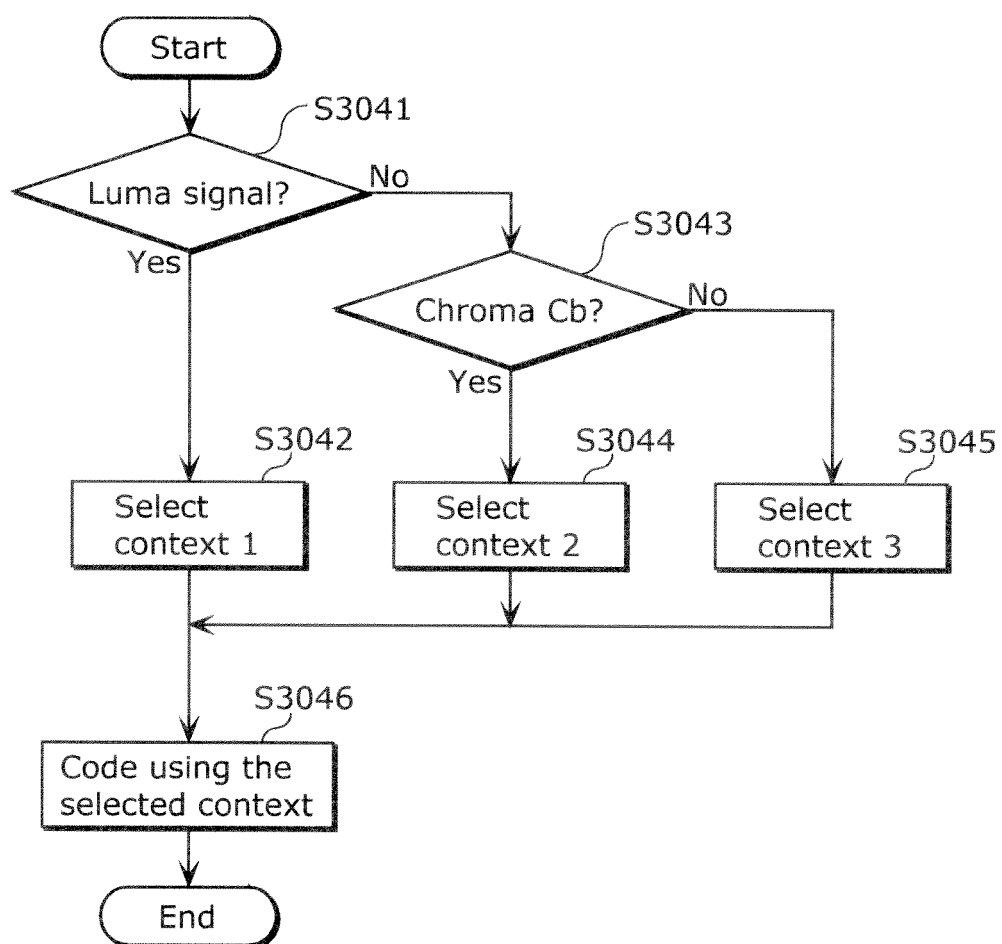 Start
S3041
Luma signal?
No
Yes
S3043
Chroma Cb?
No
Yes
S3042
Select
context 1
S3044
Select
context 2
S3045
Select
context 3
S3046
Code using the
selected context
End